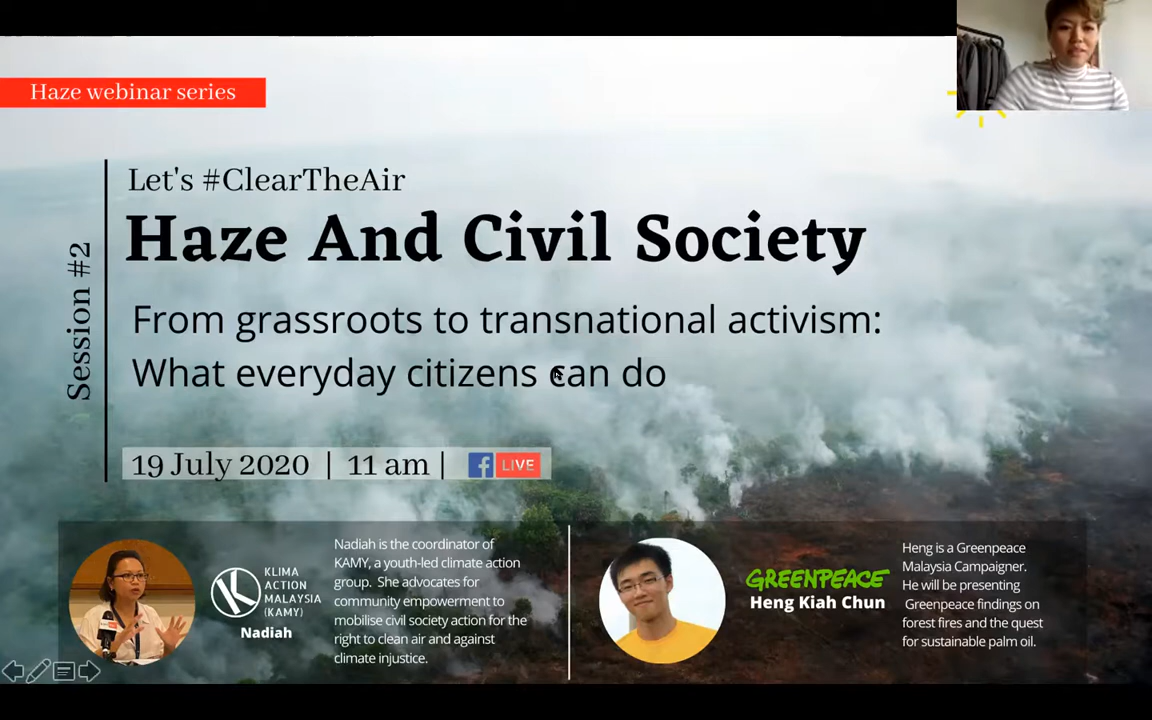 Haze webinar series
Let's #ClearTheAir
Haze And Civil Society
Session #2
From grassroots to transnational activism:
What everyday citizens can do
19 July 2020 | 11 am | f LIVE
Nadiah is the coordinator of
KAMY, a youth-led climate action
group. She advocates for
community empowerment to
mobilise civil society action for the
right to clean air and against
climate injustice.
KLIMA
ACTION
MALAYSIA
(KAMY)
Nadiah
GREENPEACE
Heng Kiah Chun
Heng is a Greenpeace
Malaysia Campaigner.
He will be presenting
Greenpeace findings on
forest fires and the quest
for sustainable palm oil.